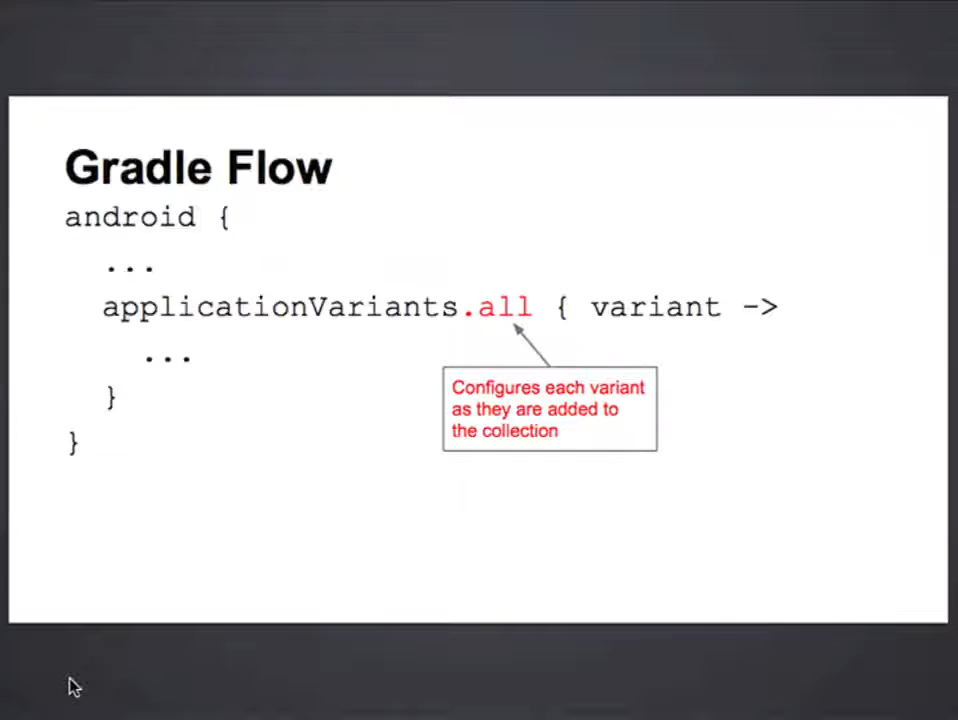 Gradle Flow
android {
...
applicationVariants.all { variant ->
...
}
}
Configures each variant
as they are added to
the collection